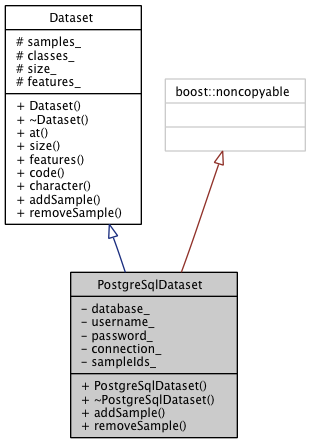 Dataset
# samples_
# classes_
# size_
# features_
+ Dataset()
+ ~Dataset()
+ at()
+ size()
+ features()
+ code()
+ character()
+ addSample()
+ removeSample()
boost::noncopyable
PostgreSqlDataset
- database_
- username_
- password_
- connection_
- sampleIds_
+ PostgreSqlDataset()
+ ~PostgreSqlDataset()
+ addSample()
+ removeSample()